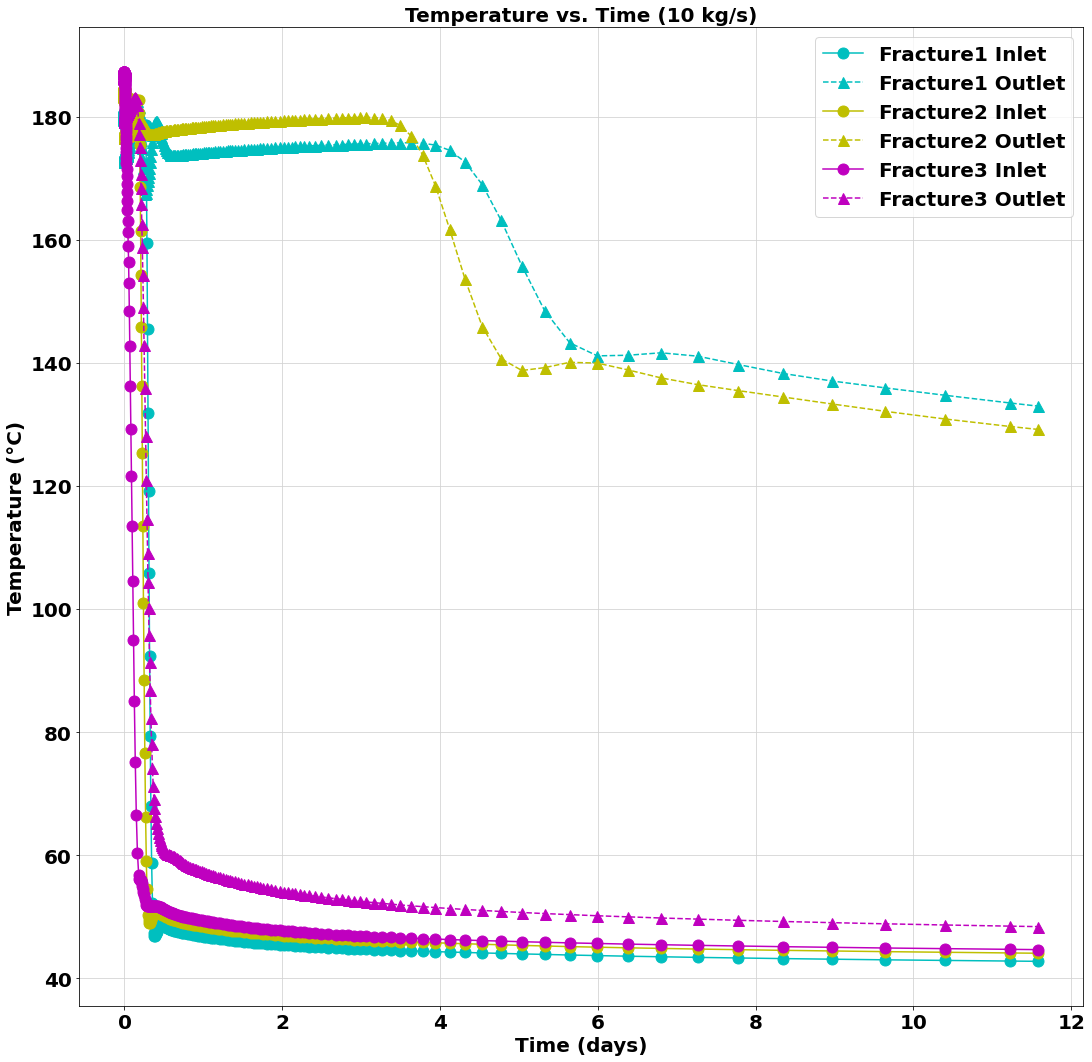 Temperature vs. Time (10 kg/s)
Fracture1 Inlet
Fracture1 Outlet
Fracture2 Inlet
Fracture2 Outlet
Fracture3 Inlet
Fracture3 Outlet
Temperature (°C)
180
160
140
120
100
80
60
40
0 2 4 6 8 10 12
Time (days)